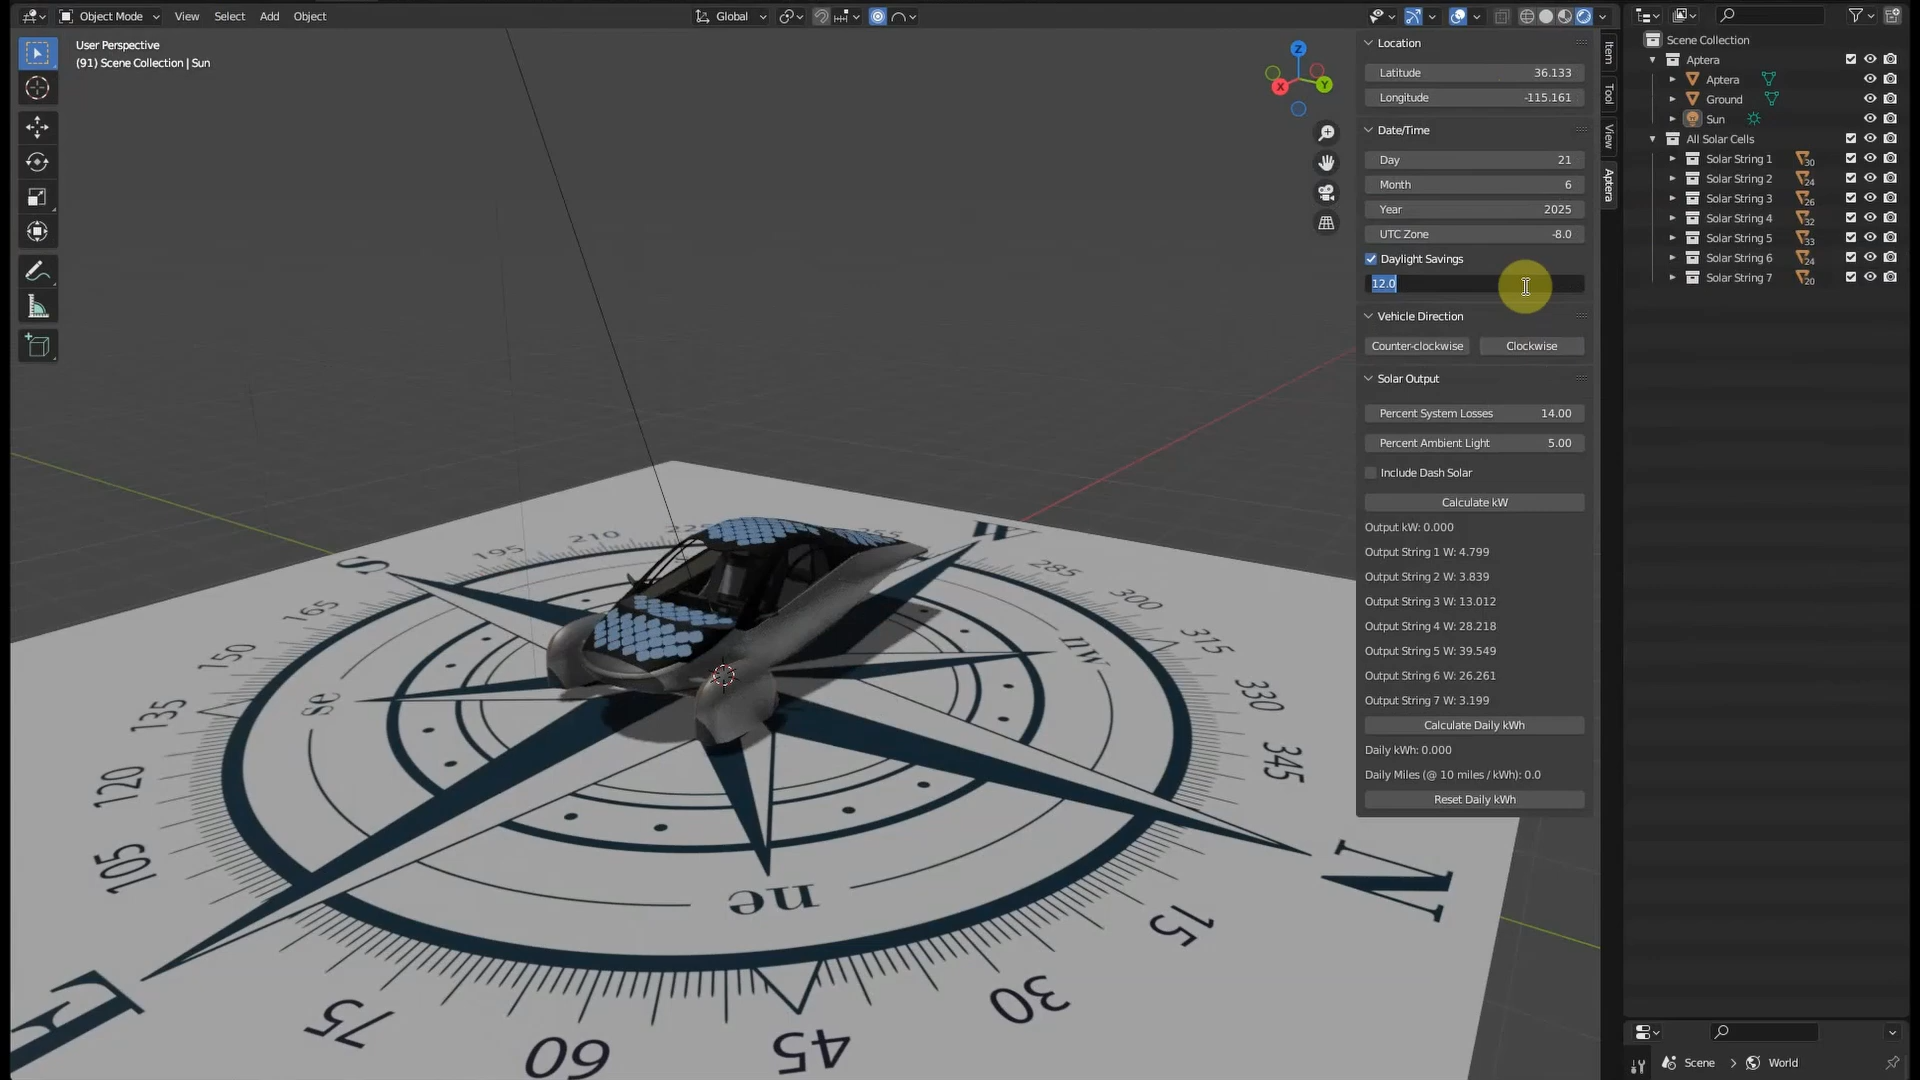 Object Mode
View
Select
Add
Object
Global
User Perspective
(91) Scene Collection | Sun
Z
Y
X
Location
Latitude 36.133
Longitude -115.161
Date/Time
Day 21
Month 6
Year 2025
UTC Zone -8.0
Daylight Savings
12.0
Vehicle Direction
Counter-clockwise
Clockwise
Solar Output
Percent System Losses 14.00
Percent Ambient Light 5.00
Include Dash Solar
Calculate kW
Output kW: 0.000
Output String 1 W: 4.799
Output String 2 W: 3.839
Output String 3 W: 13.012
Output String 4 W: 28.218
Output String 5 W: 39.549
Output String 6 W: 26.261
Output String 7 W: 3.199
Calculate Daily kWh
Daily kWh: 0.000
Daily Miles (@ 10 miles / kWh): 0.0
Reset Daily kWh
Item
Tool
View
Aptera
Scene Collection
Aptera
Aptera
Ground
Sun
All Solar Cells
Solar String 1 30
Solar String 2 24
Solar String 3 26
Solar String 4 32
Solar String 5 33
Solar String 6 24
Solar String 7 20
Scene
World
S
W
N
E
se
nw
ne
195
210
225
285
300
315
330
345
15
30
45
60
75
105
120
135
150
165